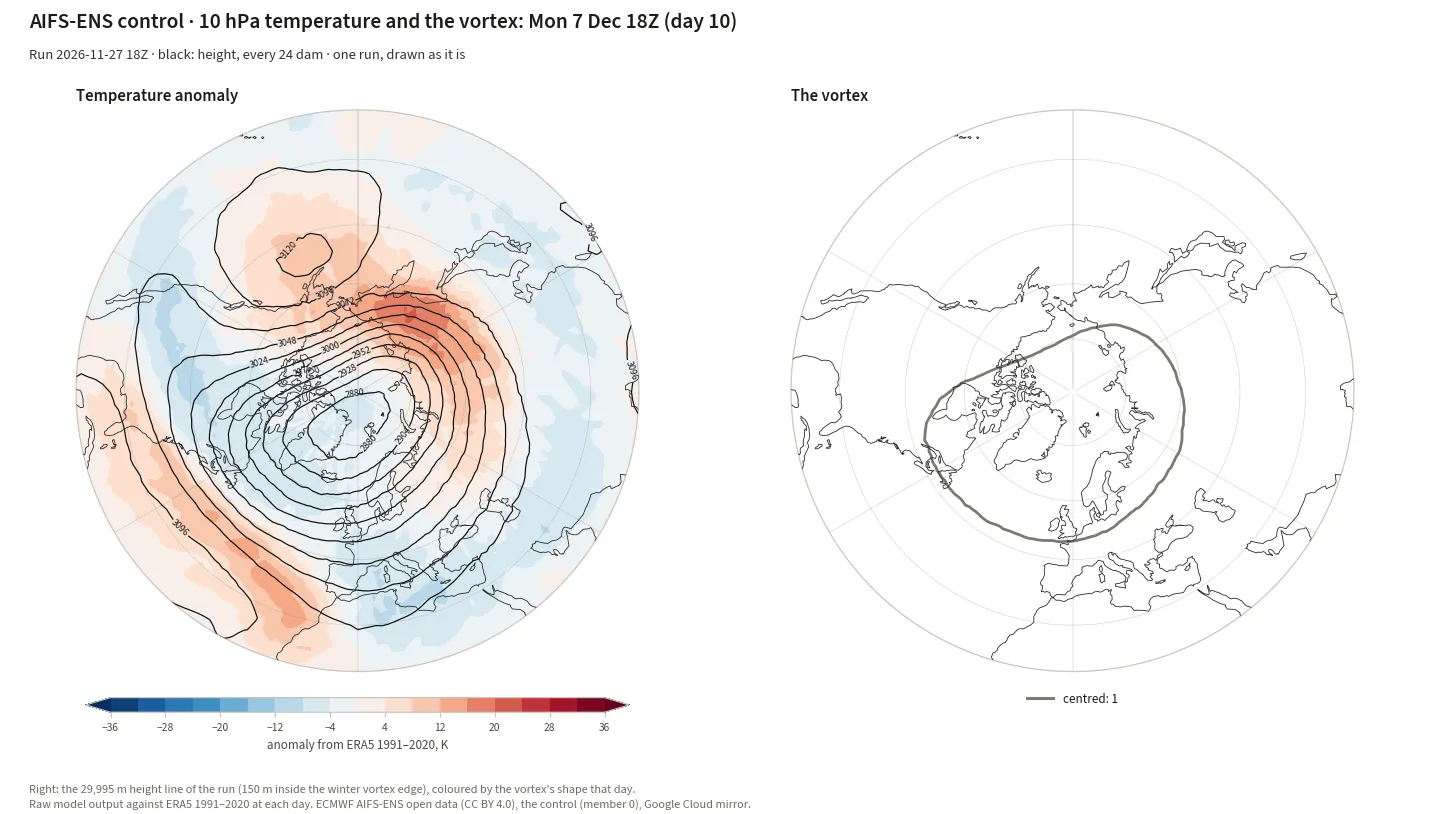 AIFS-ENS control · 10 hPa temperature and the vortex: Mon 7 Dec 18Z (day 10)
Run 2026-11-27 18Z · black: height, every 24 dam · one run, drawn as it is
Temperature anomaly
The vortex
3120
3096
3048
3000
2952
3024
2928
2880
2880
3096
3096
3096
−36 −28 −20 −12 −4 4 12 20 28 36
anomaly from ERA5 1991–2020, K
centred: 1
Right: the 29,995 m height line of the run (150 m inside the winter vortex edge), coloured by the vortex's shape that day.
Raw model output against ERA5 1991–2020 at each day. ECMWF AIFS-ENS open data (CC BY 4.0), the control (member 0), Google Cloud mirror.